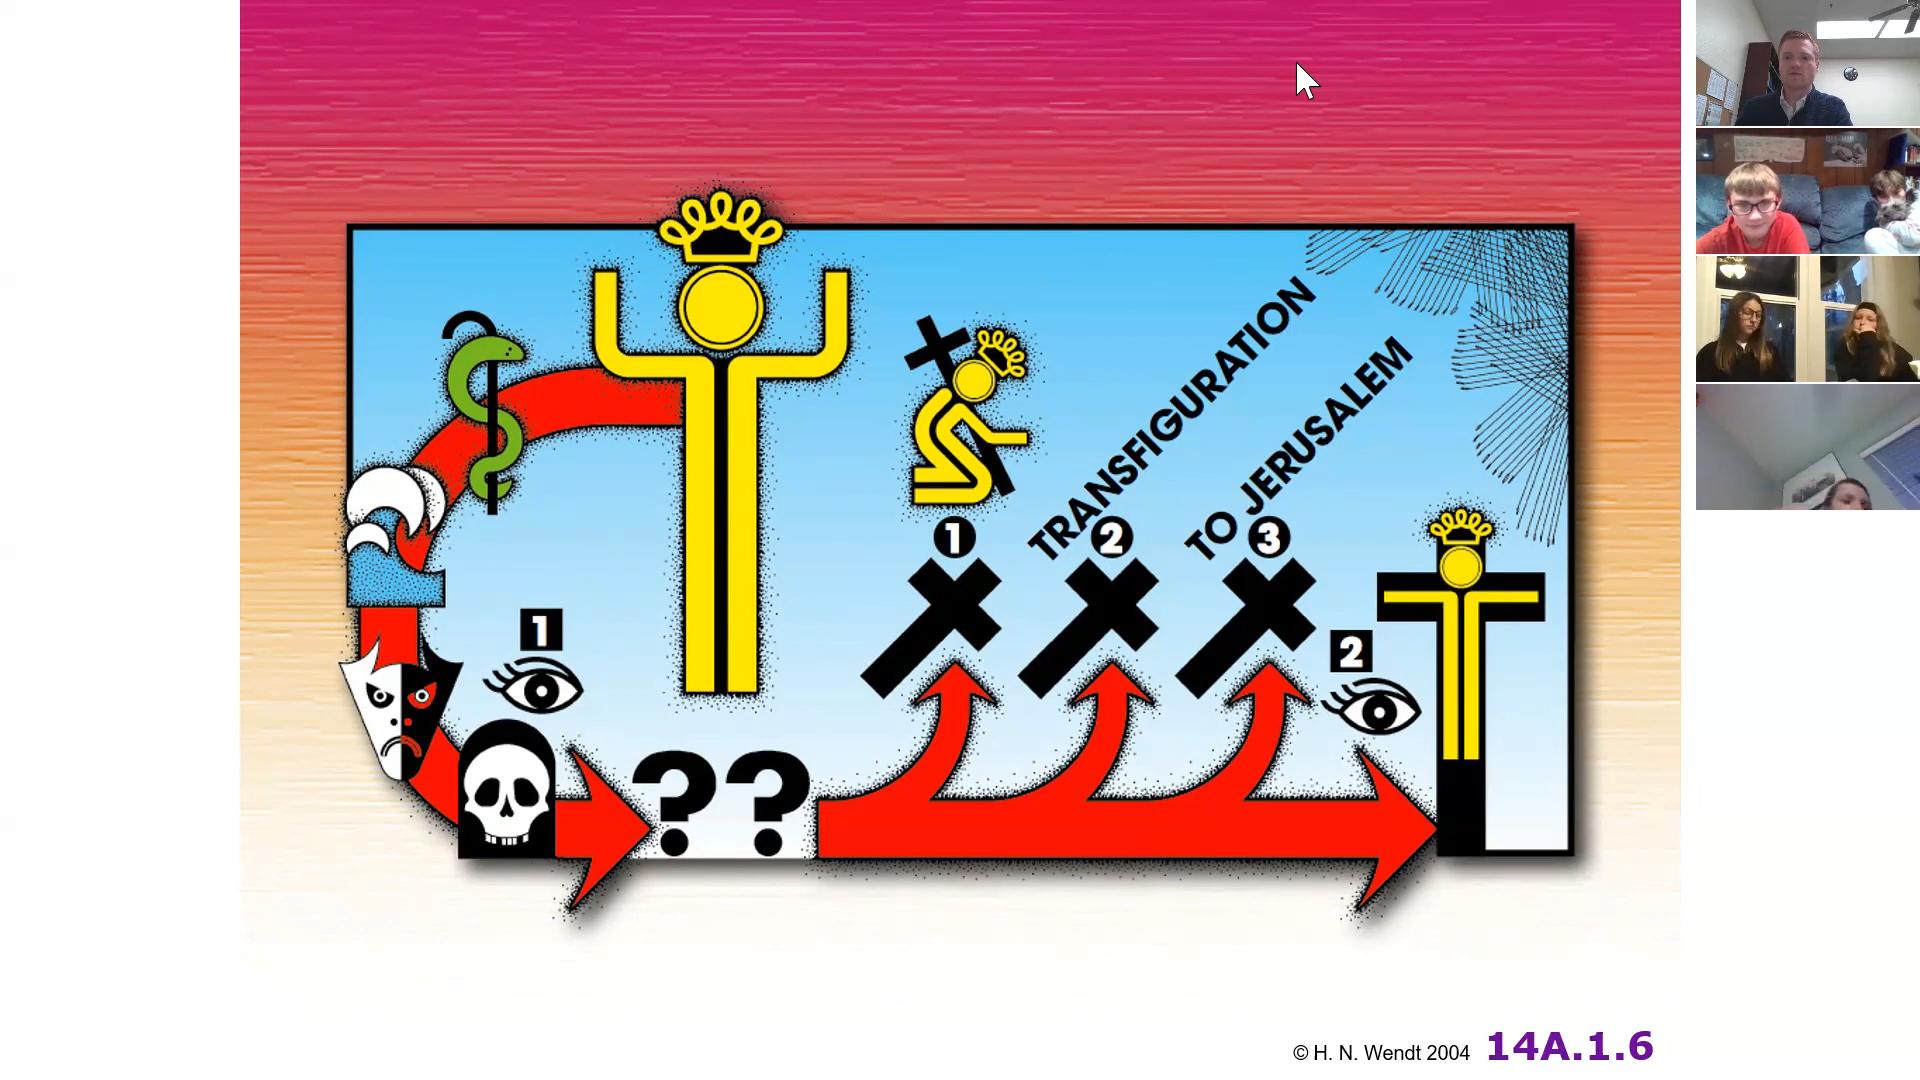 TRANSFIGURATION
TO JERUSALEM
1
2
3
1
2
??
© H. N. Wendt 2004 14A.1.6